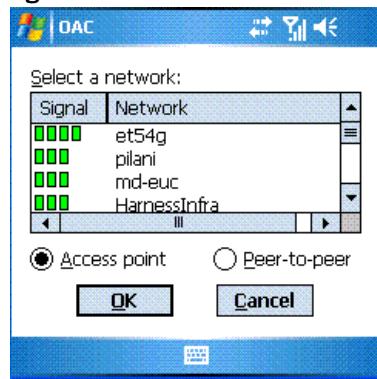 OAC
Select a network:
Signal Network
et54g
pilani
md-euc
HarnessInfra
Access point Peer-to-peer
OK Cancel